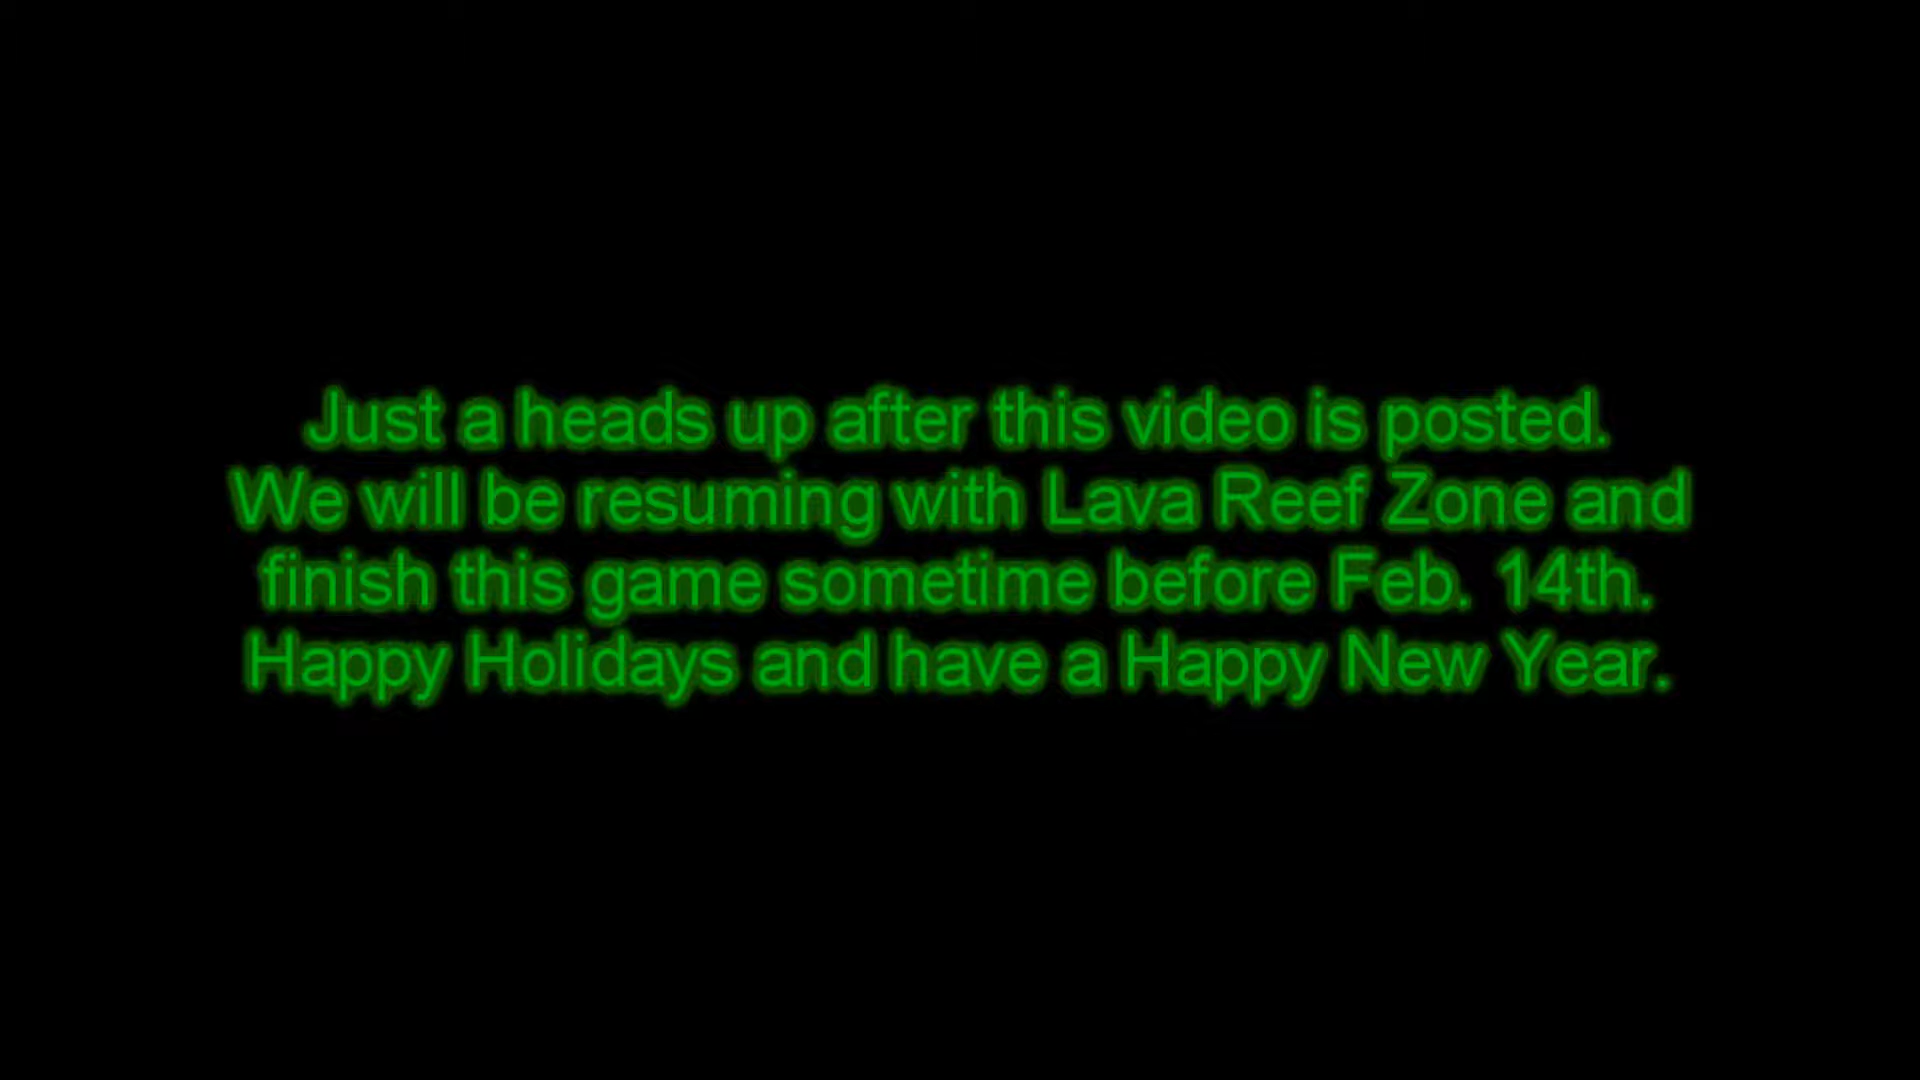 Just a heads up after this video is posted.
We will be resuming with Lava Reef Zone and
finish this game sometime before Feb. 14th.
Happy Holidays and have a Happy New Year.